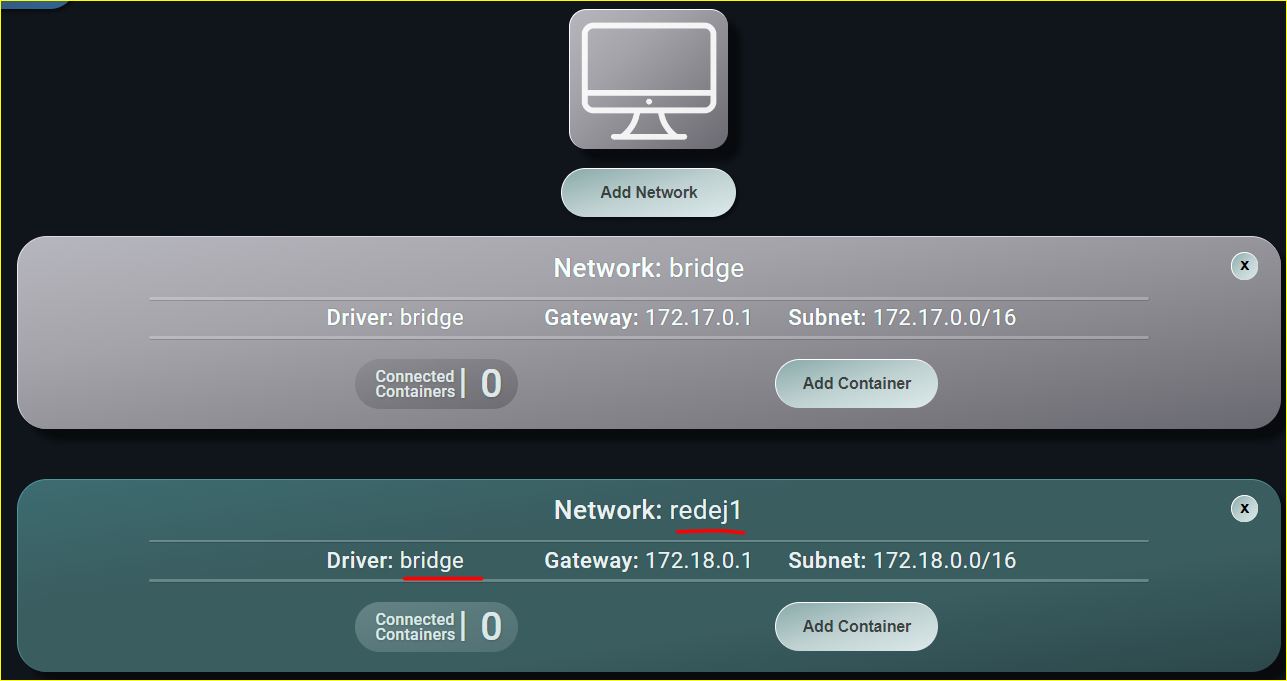 Add Network
Network: bridge
x
Driver: bridge Gateway: 172.17.0.1 Subnet: 172.17.0.0/16
Connected
Containers | 0
Add Container
Network: redej1
x
Driver: bridge Gateway: 172.18.0.1 Subnet: 172.18.0.0/16
Connected
Containers | 0
Add Container